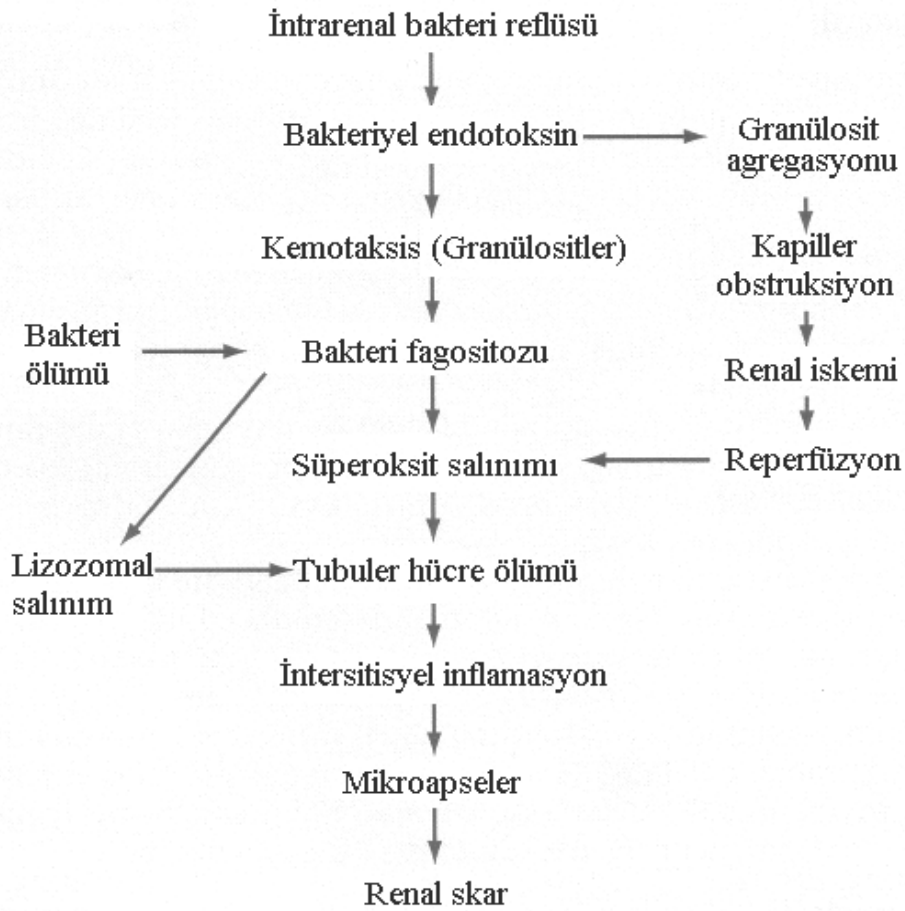 İntrarenal bakteri reflüsü
Bakteriyel endotoksin
Granülosit
agregasyonu
Kemotaksis (Granülositler)
Kapiller
obstruksiyon
Bakteri
ölümü
Bakteri fagositozu
Renal iskemi
Süperoksit salınımı
Reperfüzyon
Lizozomal
salınım
Tubuler hücre ölümü
İntersitisyel inflamasyon
Mikroapseler
Renal skar